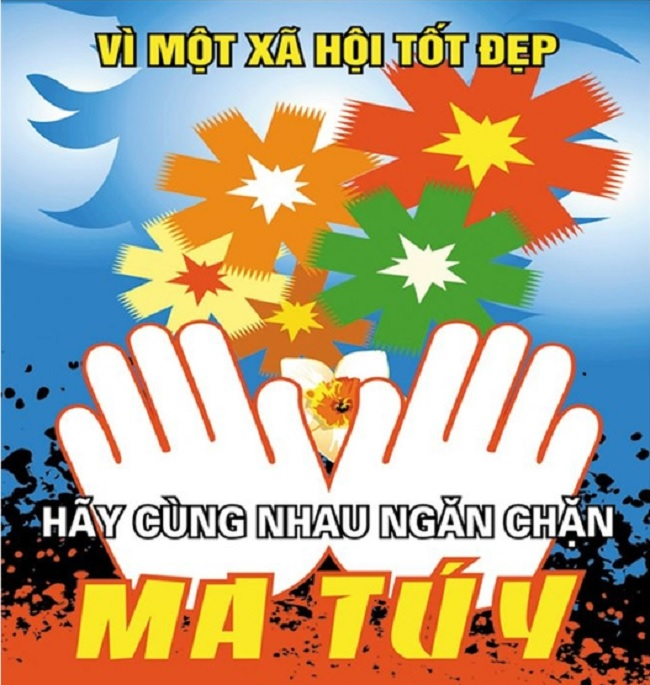 VÌ MỘT XÃ HỘI TỐT ĐẸP
HÃY CÙNG NHAU NGĂN CHẶN
MA TÚY